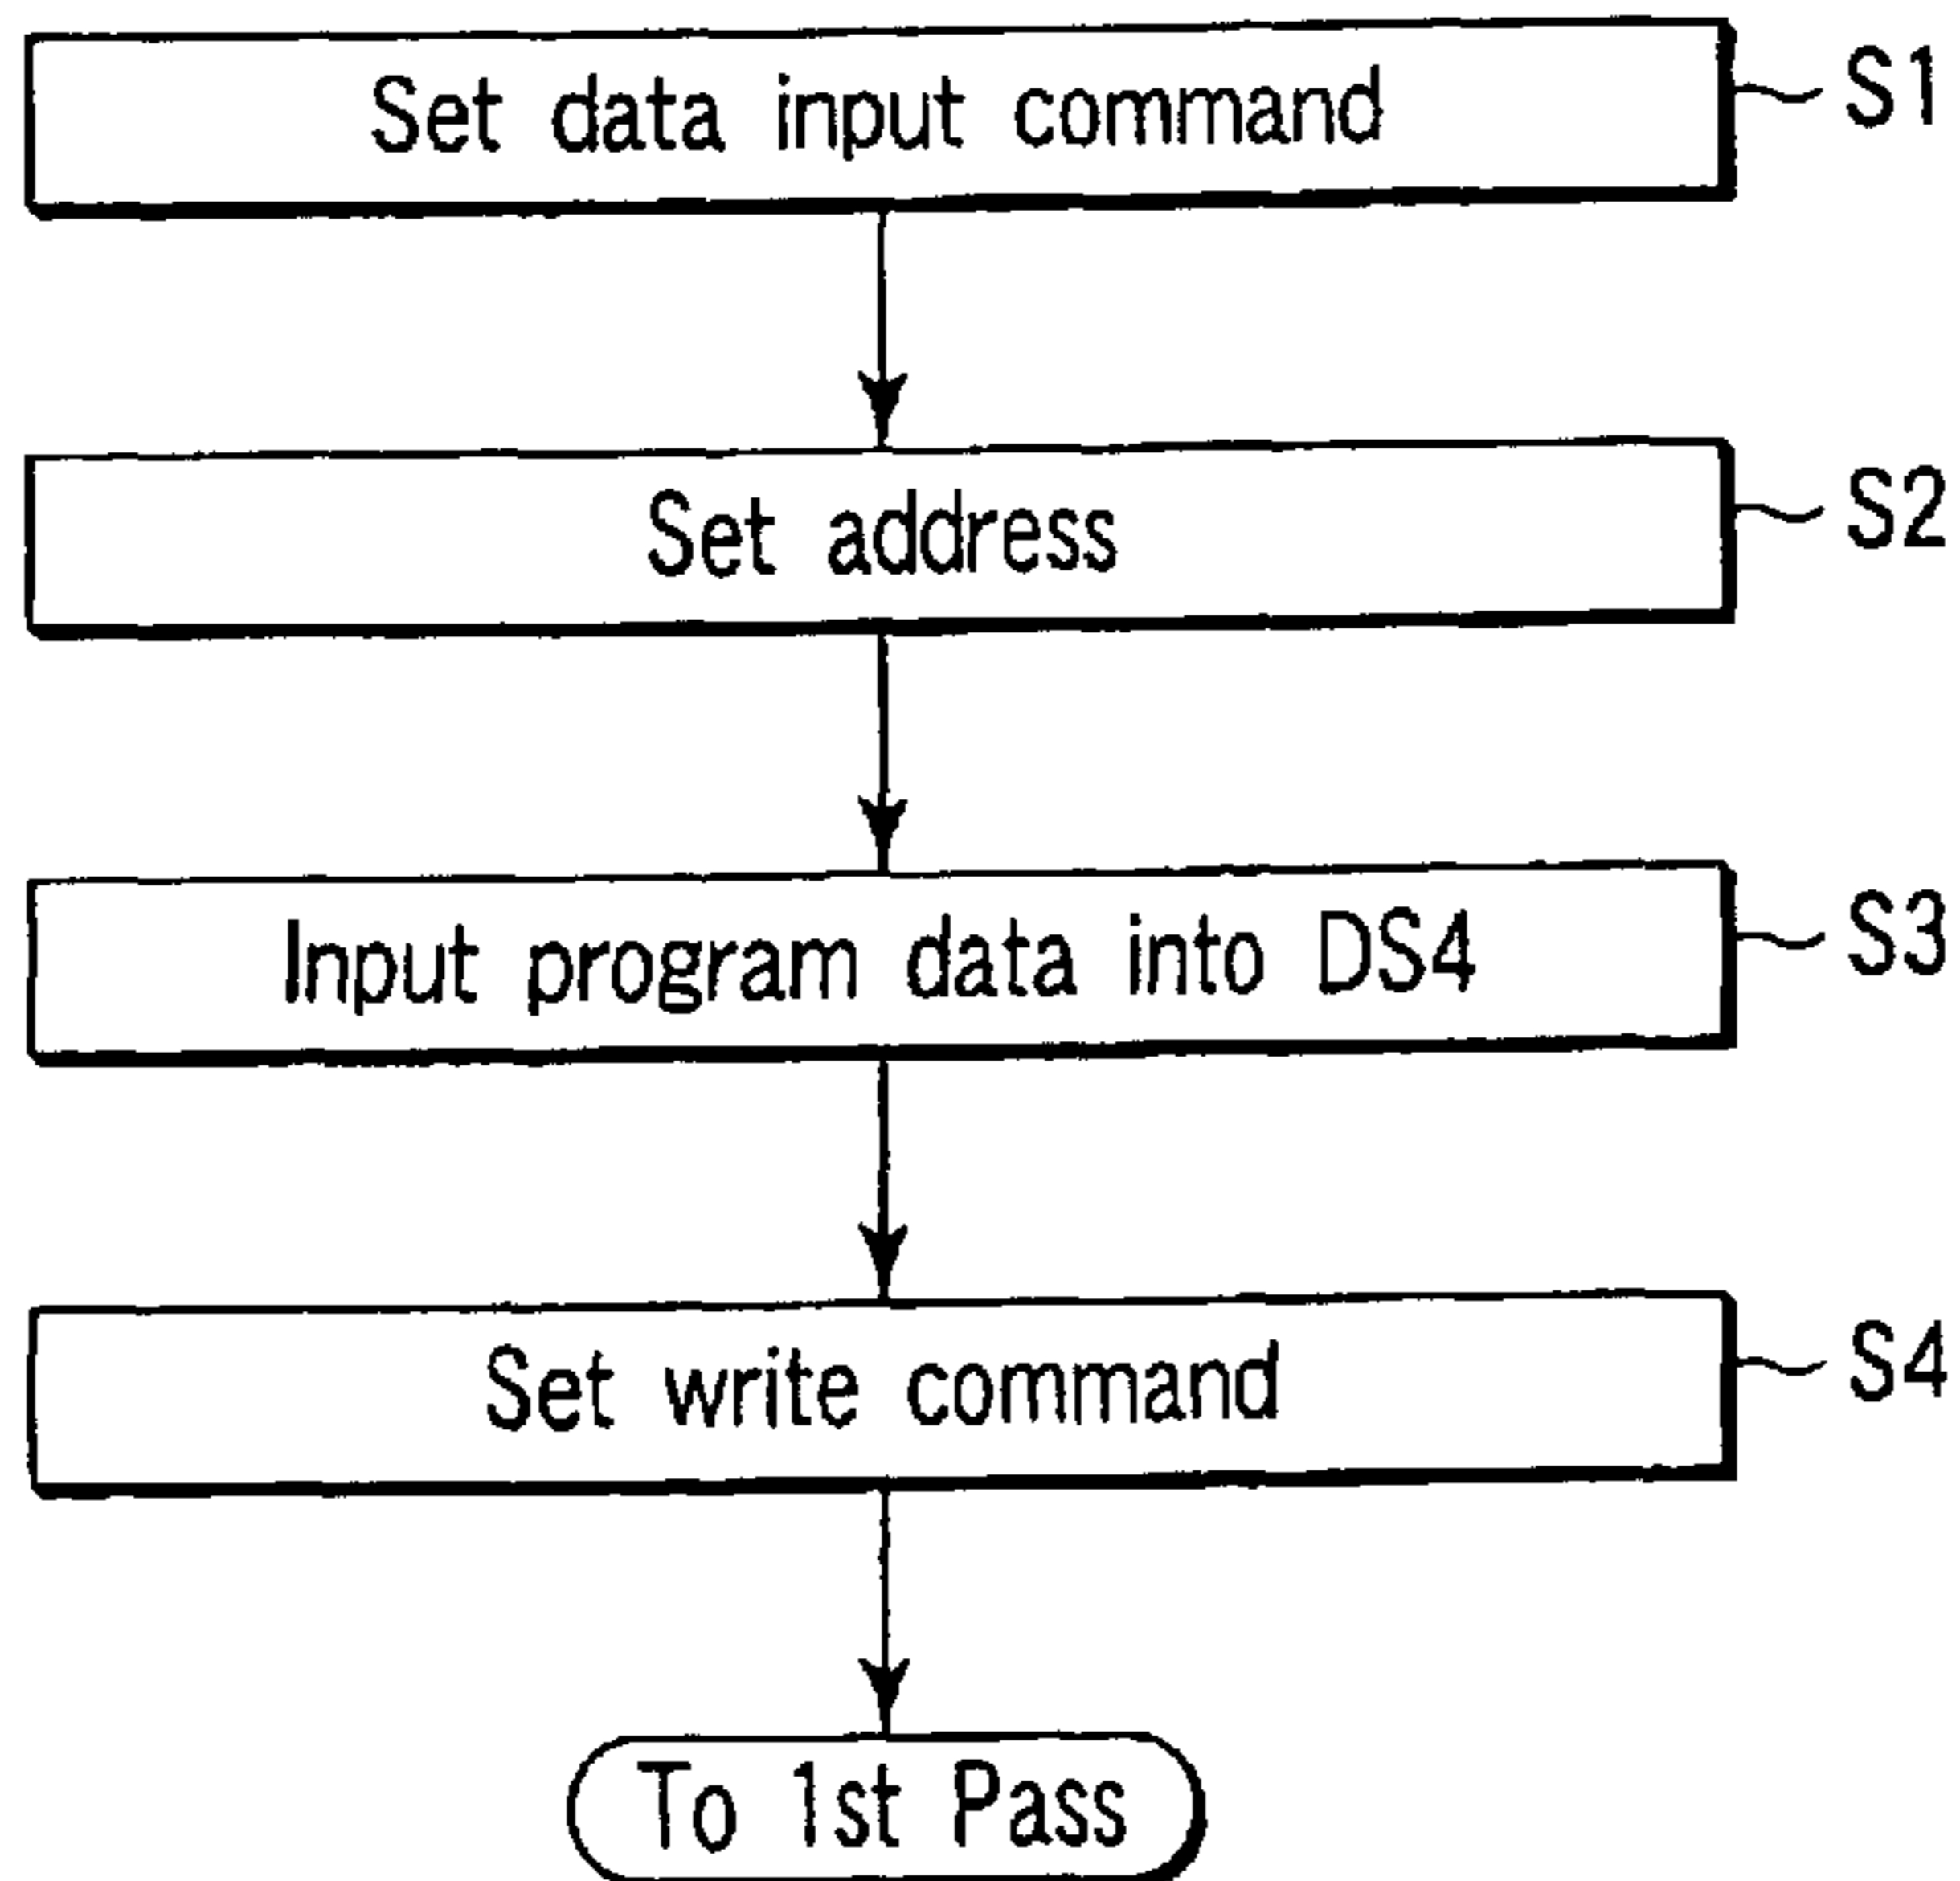 Set data input command S1
Set address S2
Input program data into DS4 S3
Set write command S4
To 1st Pass